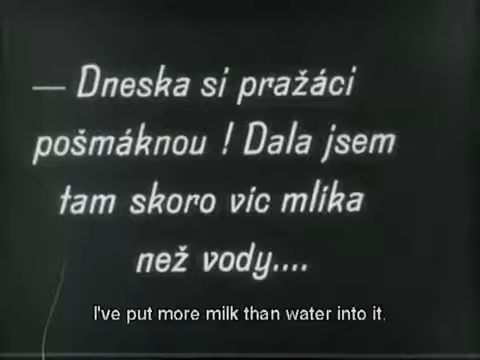 — Dneska si pražáci
pošmáknou ! Dala jsem
tam skoro víc mlíka
než vody....
I've put more milk than water into it.